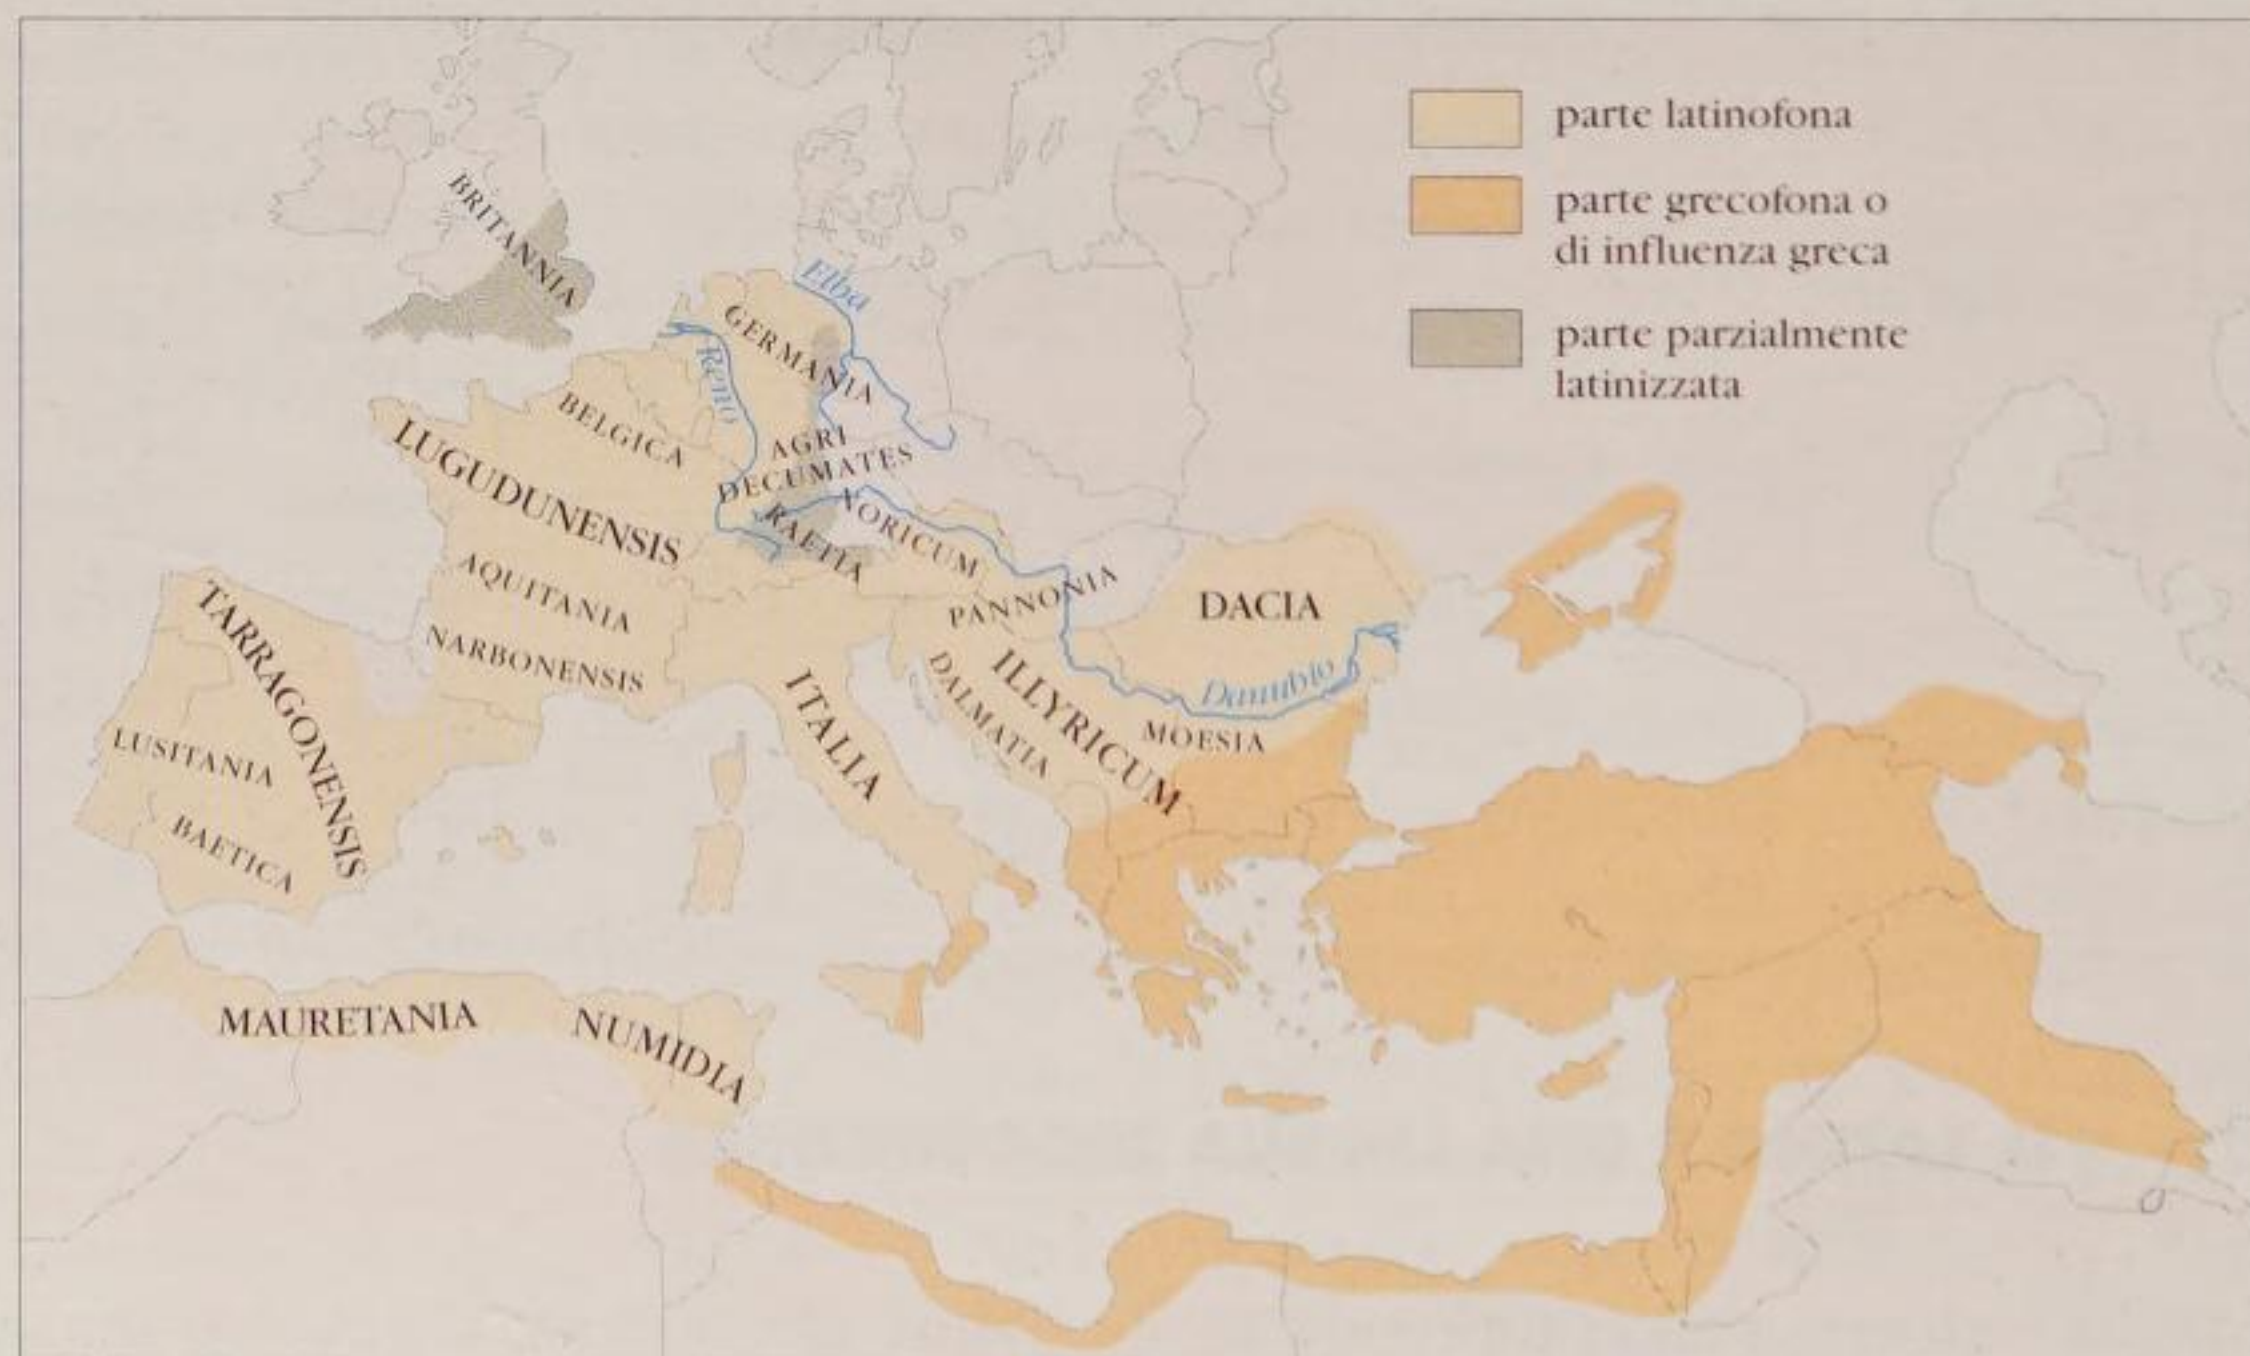 parte latinofona
parte grecofona o
di influenza greca
parte parzialmente
latinizzata
BRITANNIA
Elba
GERMANIA
Reno
BELGICA
AGRI
DECUMATES
LUGUDUNENSIS
NORICUM
RAETIA
AQUITANIA
PANNONIA
DACIA
TARRAGONENSIS
NARBONENSIS
ITALIA
DALMATIA
ILLYRICUM
Danubio
MOESIA
LUSITANIA
BAETICA
MAURETANIA
NUMIDIA